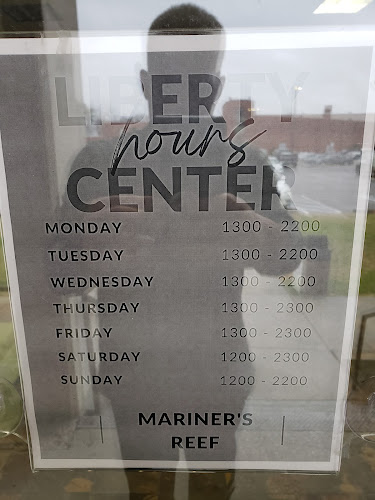 LIBERTY
hours
CENTER
MONDAY 1300 - 2200
TUESDAY 1300 - 2200
WEDNESDAY 1300 - 2200
THURSDAY 1300 - 2300
FRIDAY 1300 - 2300
SATURDAY 1200 - 2300
SUNDAY 1200 - 2200
MARINER'S
REEF